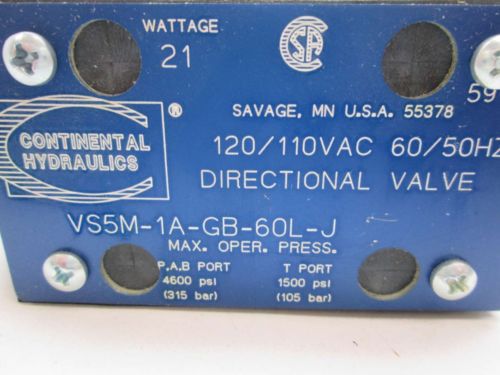 WATTAGE
21
SA
59
SAVAGE, MN U.S.A. 55378
CONTINENTAL®
HYDRAULICS
120/110VAC 60/50HZ
DIRECTIONAL VALVE
VS5M-1A-GB-60L-J
MAX. OPER. PRESS.
P,A,B PORT
4600 psi
(315 bar)
T PORT
1500 psi
(105 bar)